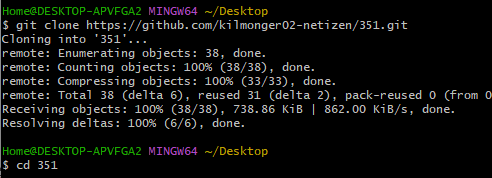 Home@DESKTOP-APVFGA2 MINGW64 ~/Desktop
$ git clone https://github.com/kilmonger02-netizen/351.git
Cloning into '351'...
remote: Enumerating objects: 38, done.
remote: Counting objects: 100% (38/38), done.
remote: Compressing objects: 100% (33/33), done.
remote: Total 38 (delta 6), reused 31 (delta 2), pack-reused 0 (from 0
Receiving objects: 100% (38/38), 738.86 KiB | 862.00 KiB/s, done.
Resolving deltas: 100% (6/6), done.
Home@DESKTOP-APVFGA2 MINGW64 ~/Desktop
$ cd 351